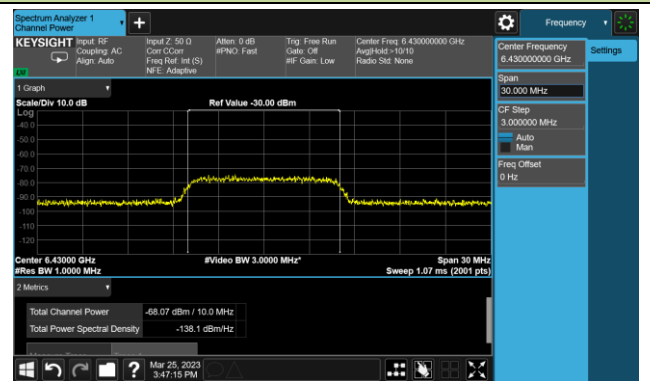 Spectrum Analyzer 1
Channel Power
+
Frequency
KEYSIGHT
Input: RF
Coupling: AC
Align: Auto
Input Z: 50 Ω
Corr CCorr
Freq Ref: Int (S)
NFE: Adaptive
Atten: 0 dB
#PNO: Fast
Trig: Free Run
Gate: Off
#IF Gain: Low
Center Freq: 6.430000000 GHz
Avg|Hold:>10/10
Radio Std: None
Center Frequency
6.430000000 GHz
Settings
Span
30.000 MHz
CF Step
3.000000 MHz
Auto
Man
Freq Offset
0 Hz
1 Graph
Scale/Div 10.0 dB
Ref Value -30.00 dBm
Log
-40.0
-50.0
-60.0
-70.0
-80.0
-90.0
-100
-110
-120
Center 6.43000 GHz
#Video BW 3.0000 MHz*
Span 30 MHz
#Res BW 1.0000 MHz
Sweep 1.07 ms (2001 pts)
2 Metrics
Total Channel Power
-68.07 dBm / 10.0 MHz
Total Power Spectral Density
-138.1 dBm/Hz
?
Mar 25, 2023
3:47:15 PM